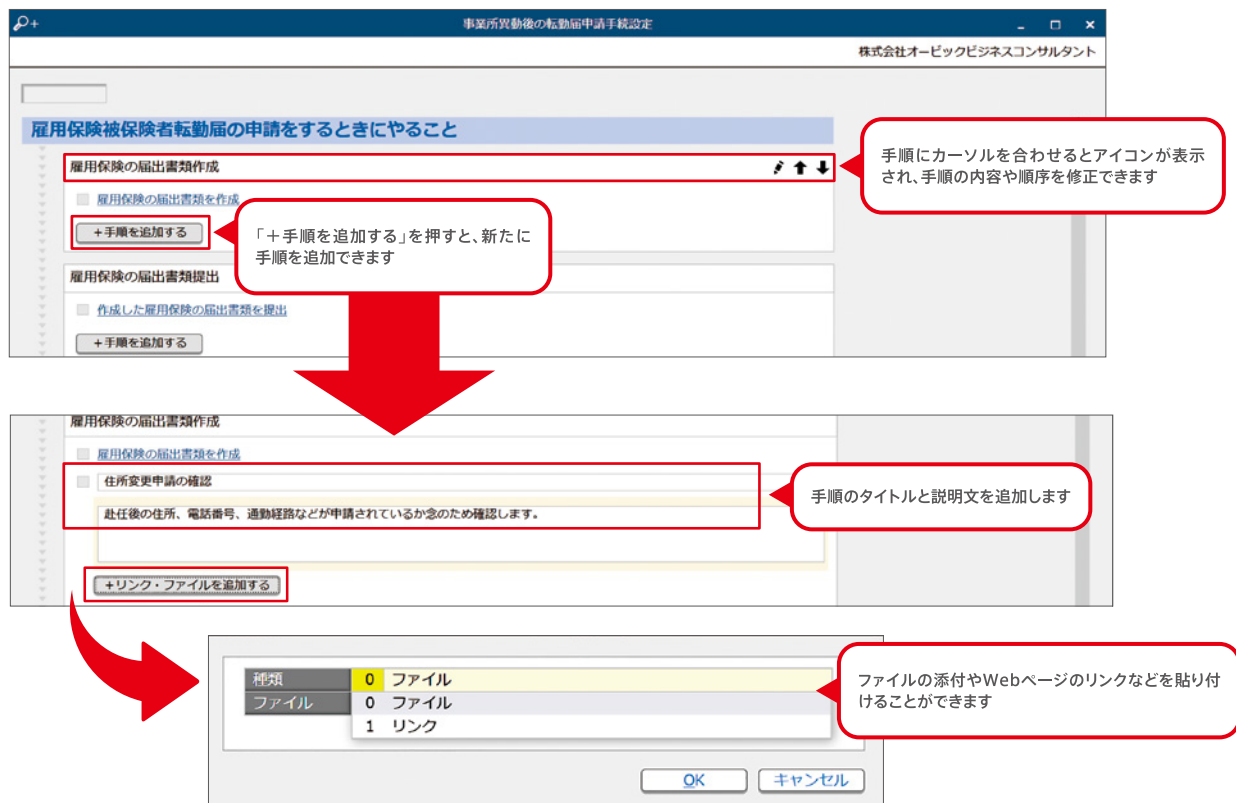 事業所異動後の転勤届申請手続設定
株式会社オービックビジネスコンサルタント
雇用保険被保険者転勤届の申請をするときにやること
雇用保険の届出書類作成
手順にカーソルを合わせるとアイコンが表示
され、手順の内容や順序を修正できます
雇用保険の届出書類を作成
+手順を追加する
「＋手順を追加する」を押すと、新たに
手順を追加できます
雇用保険の届出書類提出
作成した雇用保険の届出書類を提出
+手順を追加する
雇用保険の届出書類作成
雇用保険の届出書類を作成
住所変更申請の確認
赴任後の住所、電話番号、通勤経路などが申請されているか念のため確認します。
手順のタイトルと説明文を追加します
+リンク・ファイルを追加する
種類 0 ファイル
ファイル 0 ファイル
1 リンク
ファイルの添付やWebページのリンクなどを貼り付
けることができます
OK キャンセル